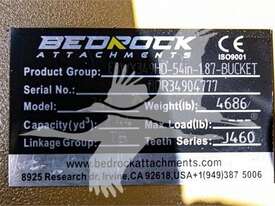 BEDROCK
ATTACHMENTS
CE
ISO9001
Product Group: HD-54in-1.87-BUCKET
Serial No.: R34904777
Model: Weight(lb): 4686
Capacity(yd³) Max Load(lb):
Linkage Group: Teeth Series: J460
www.bedrockattachments.com
8925 Research dr, Irvine, CA 92618, USA+1(949)387 5006